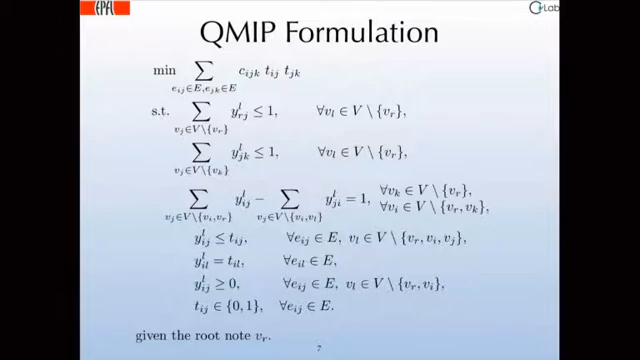 EPFL
CVLab
QMIP Formulation
min ∑_{e_{ij}∈E, e_{jk}∈E} c_{ijk} t_{ij} t_{jk}
s.t. ∑_{v_j∈V\{v_r}} y^l_{rj} ≤ 1, ∀v_l ∈ V \ {v_r},
∑_{v_j∈V\{v_k}} y^l_{jk} ≤ 1, ∀v_l ∈ V \ {v_r},
∑_{v_j∈V\{v_i,v_r}} y^l_{ij} − ∑_{v_j∈V\{v_i,v_l}} y^l_{ji} = 1, ∀v_k ∈ V \ {v_r}, ∀v_i ∈ V \ {v_r, v_k},
y^l_{ij} ≤ t_{ij}, ∀e_{ij} ∈ E, v_l ∈ V \ {v_r, v_i, v_j},
y^l_{il} = t_{il}, ∀e_{il} ∈ E,
y^l_{ij} ≥ 0, ∀e_{ij} ∈ E, v_l ∈ V \ {v_r, v_i},
t_{ij} ∈ {0, 1}, ∀e_{ij} ∈ E.
given the root note v_r.
7